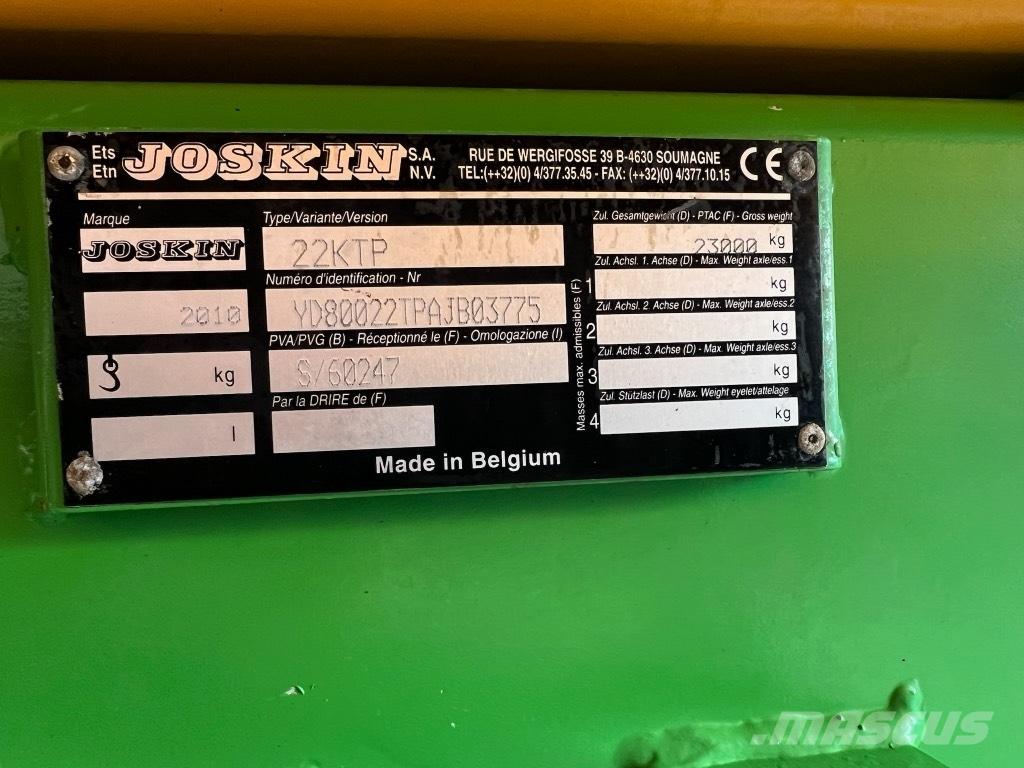 Ets JOSKIN S.A.
Etn N.V.
RUE DE WERGIFOSSE 39 B-4630 SOUMAGNE
TEL:(++32)(0) 4/377.35.45 - FAX: (++32)(0) 4/377.10.15
CE
Marque
JOSKIN
2010
kg
l
Type/Variante/Version
22KTP
Numéro d'identification - Nr
YD80022TPAJB03775
PVA/PVG (B) - Réceptionné le (F) - Omologazione (I)
S/60247
Par la DRIRE de (F)
Made in Belgium
Masses max. admissibles (F)
Zul. Gesamtgewicht (D) - PTAC (F) - Gross weight
23000 kg
Zul. Achsl. 1. Achse (D) - Max. Weight axle/ess.1
1 kg
Zul. Achsl. 2 Achse (D) - Max. Weight axle/ess.2
2 kg
Zul. Achsl. 3. Achse (D) - Max. Weight axle/ess.3
3 kg
Zul. Stützlast (D) - Max. Weight eyelet/attelage
4 kg
MASCUS